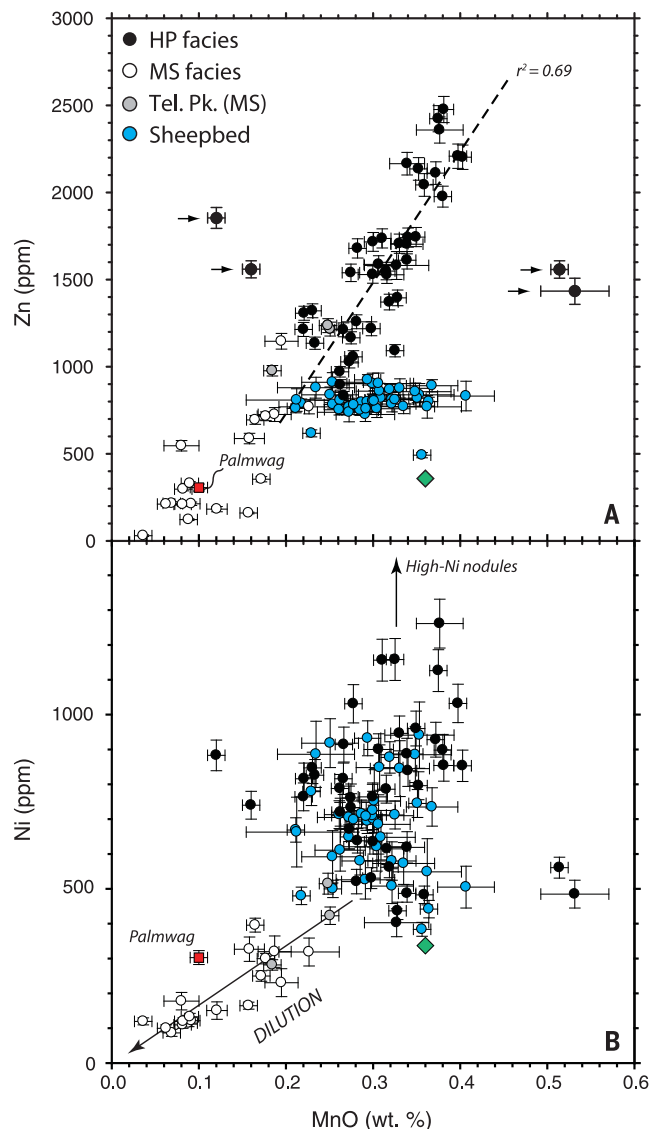 3000
HP facies
MS facies
Tel. Pk. (MS)
Sheepbed
r² = 0.69
2500
2000
1500
1000
500
0
Zn (ppm)
Palmwag
A
High-Ni nodules
1000
500
0
Ni (ppm)
Palmwag
DILUTION
B
0.0 0.1 0.2 0.3 0.4 0.5 0.6
MnO (wt. %)